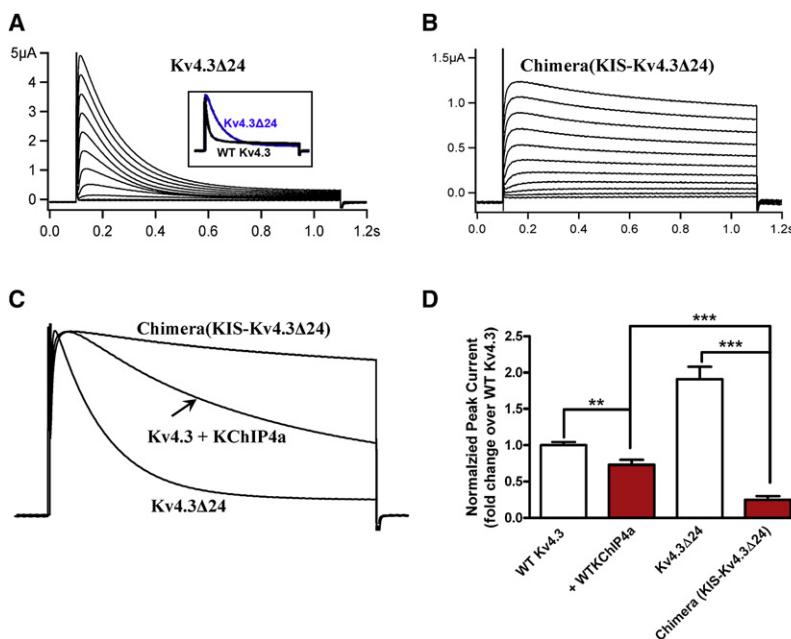 A
5µA
Kv4.3Δ24
4
3
2
1
0
Kv4.3Δ24
WT Kv4.3
0.0 0.2 0.4 0.6 0.8 1.0 1.2s
B
1.5µA
Chimera(KIS-Kv4.3Δ24)
1.0
0.5
0.0
0.0 0.2 0.4 0.6 0.8 1.0 1.2s
C
Chimera(KIS-Kv4.3Δ24)
Kv4.3 + KChIP4a
Kv4.3Δ24
D
Normalzied Peak Current
(fold change over WT Kv4.3)
2.5
2.0
1.5
1.0
0.5
0.0
**
***
***
WT Kv4.3
+ WTKChIP4a
Kv4.3Δ24
Chimera (KIS-Kv4.3Δ24)